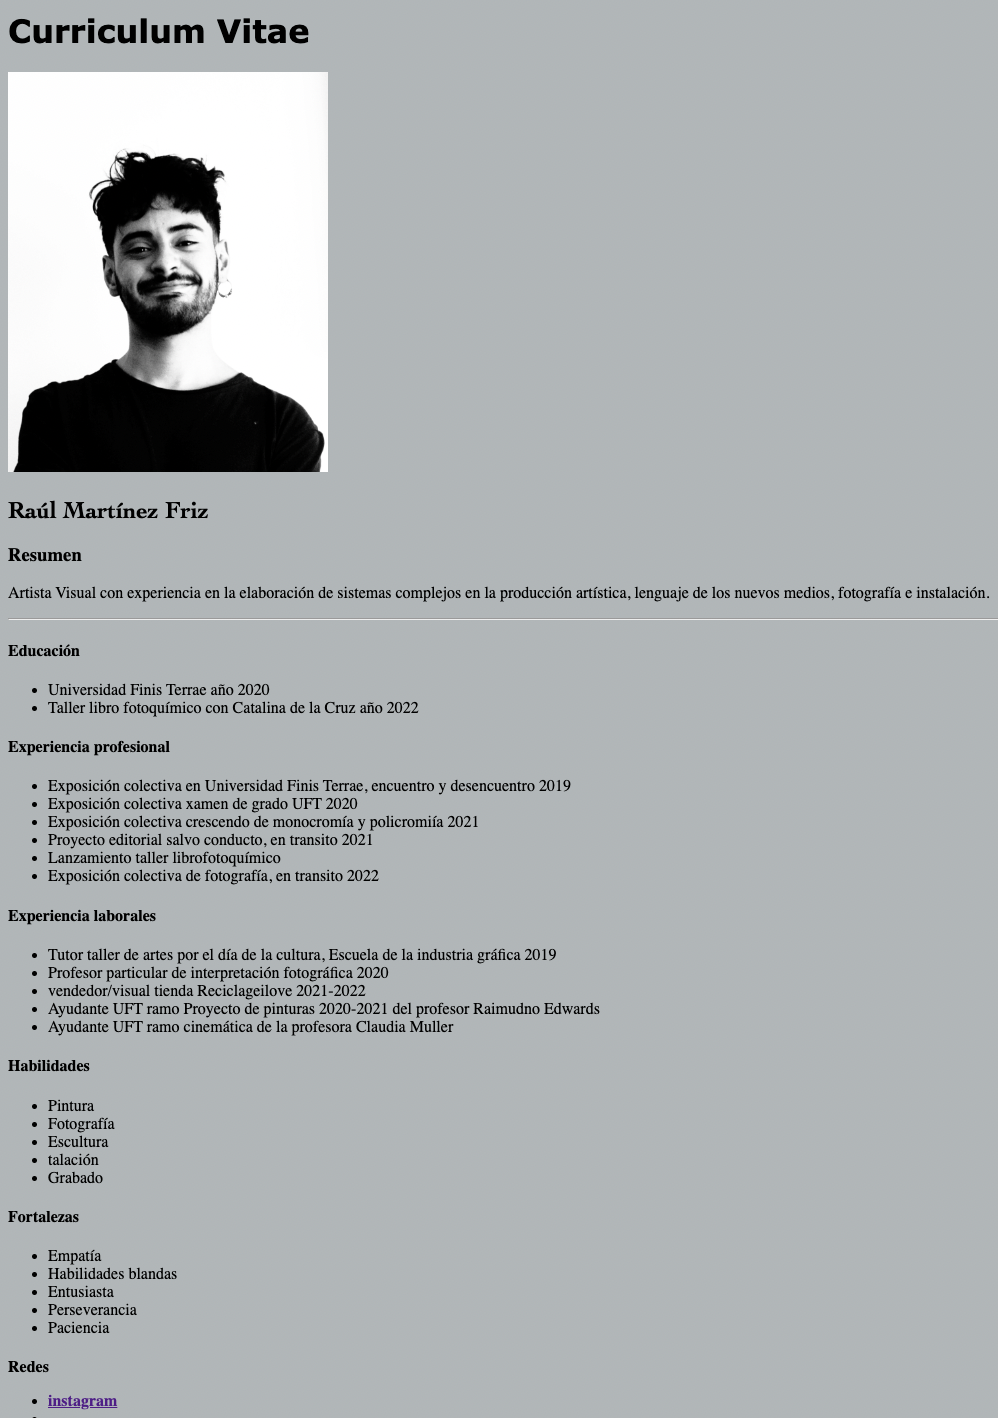 Curriculum Vitae
Raúl Martínez Friz
Resumen
Artista Visual con experiencia en la elaboración de sistemas complejos en la producción artística, lenguaje de los nuevos medios, fotografía e instalación.
Educación
Universidad Finis Terrae año 2020
Taller libro fotoquímico con Catalina de la Cruz año 2022
Experiencia profesional
Exposición colectiva en Universidad Finis Terrae, encuentro y desencuentro 2019
Exposición colectiva xamen de grado UFT 2020
Exposición colectiva crescendo de monocromía y policromiía 2021
Proyecto editorial salvo conducto, en transito 2021
Lanzamiento taller librofotoquímico
Exposición colectiva de fotografía, en transito 2022
Experiencia laborales
Tutor taller de artes por el día de la cultura, Escuela de la industria gráfica 2019
Profesor particular de interpretación fotográfica 2020
vendedor/visual tienda Reciclageilove 2021-2022
Ayudante UFT ramo Proyecto de pinturas 2020-2021 del profesor Raimudno Edwards
Ayudante UFT ramo cinemática de la profesora Claudia Muller
Habilidades
Pintura
Fotografía
Escultura
talación
Grabado
Fortalezas
Empatía
Habilidades blandas
Entusiasta
Perseverancia
Paciencia
Redes
instagram